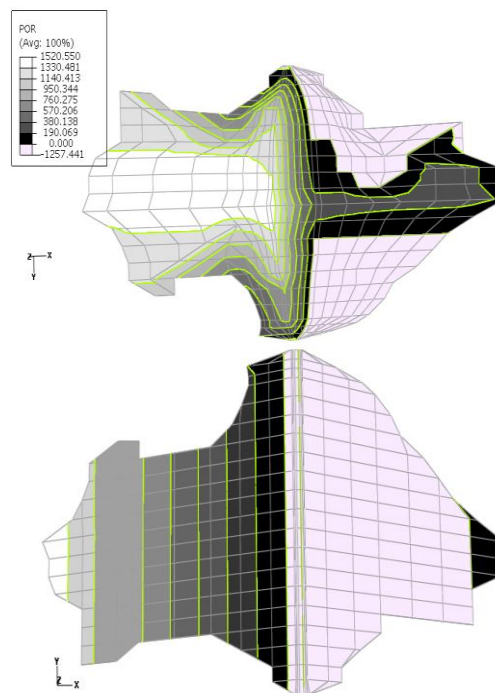 POR
(Avg: 100%)
1520.550
1330.481
1140.413
950.344
760.275
570.206
380.138
190.069
0.000
-1257.441
Z X
Y
Y
Z X